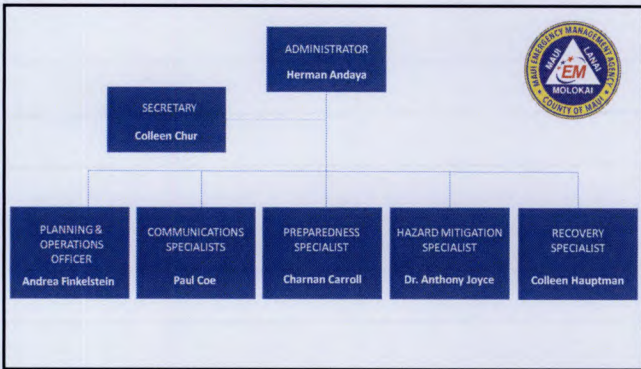 ADMINISTRATOR
Herman Andaya
MAUI EMERGENCY MANAGEMENT AGENCY
MAUI
LANAI
EM
MOLOKAI
COUNTY OF MAUI
SECRETARY
Colleen Chur
PLANNING &
OPERATIONS
OFFICER
Andrea Finkelstein
COMMUNICATIONS
SPECIALISTS
Paul Coe
PREPAREDNESS
SPECIALIST
Charnan Carroll
HAZARD MITIGATION
SPECIALIST
Dr. Anthony Joyce
RECOVERY
SPECIALIST
Colleen Hauptman